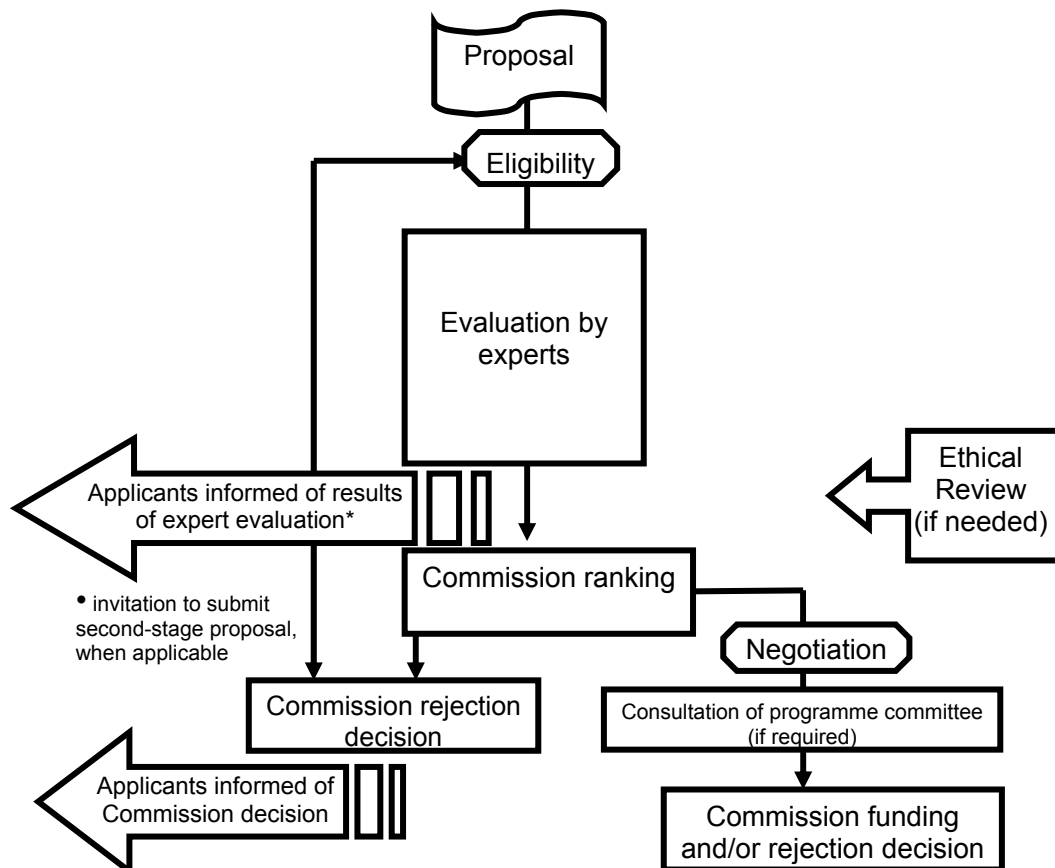 Proposal
Eligibility
Evaluation by
experts
Ethical
Review
(if needed)
Applicants informed of results
of expert evaluation*
Commission ranking
• invitation to submit
second-stage proposal,
when applicable
Negotiation
Commission rejection
decision
Consultation of programme committee
(if required)
Applicants informed of
Commission decision
Commission funding
and/or rejection decision